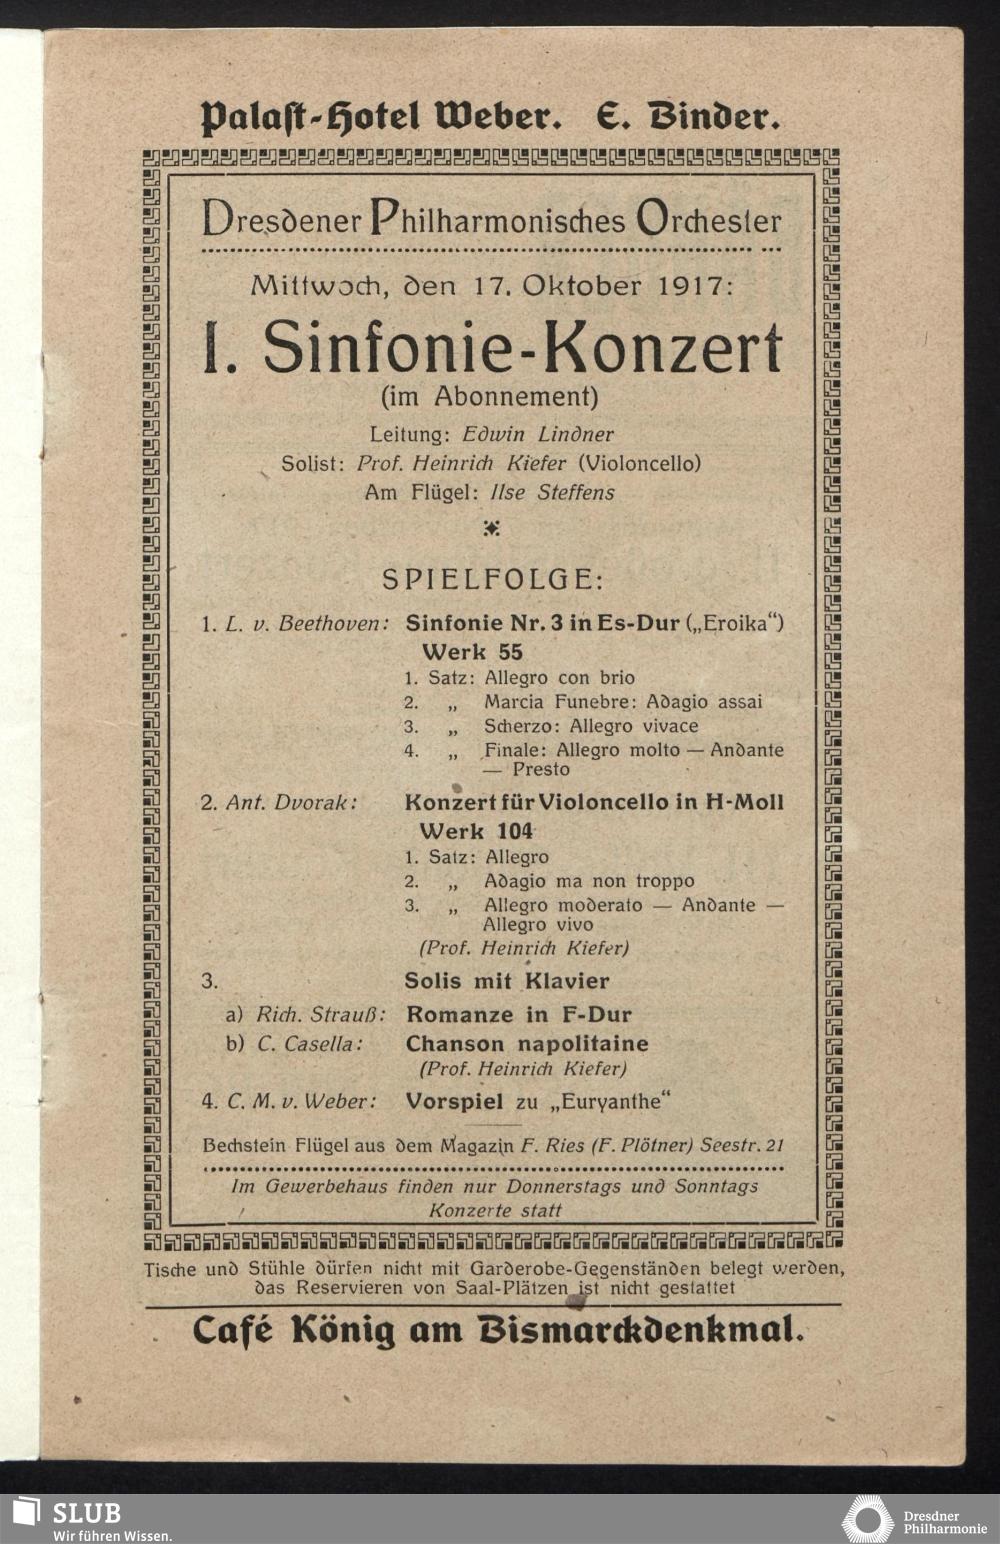 Palast-Hotel Weber. E. Binder.
Dresdener Philharmonisches Orchester
Mittwoch, den 17. Oktober 1917:
I. Sinfonie-Konzert
(im Abonnement)
Leitung: Edwin Lindner
Solist: Prof. Heinrich Kiefer (Violoncello)
Am Flügel: Ilse Steffens
SPIELFOLGE:
1. L. v. Beethoven: Sinfonie Nr. 3 in Es-Dur („Eroika“)
Werk 55
1. Satz: Allegro con brio
2. „ Marcia Funebre: Adagio assai
3. „ Scherzo: Allegro vivace
4. „ Finale: Allegro molto — Andante
— Presto
2. Ant. Dvorak: Konzert für Violoncello in H-Moll
Werk 104
1. Satz: Allegro
2. „ Adagio ma non troppo
3. „ Allegro moderato — Andante —
Allegro vivo
(Prof. Heinrich Kiefer)
3. Solis mit Klavier
a) Rich. Strauß: Romanze in F-Dur
b) C. Casella: Chanson napolitaine
(Prof. Heinrich Kiefer)
4. C. M. v. Weber: Vorspiel zu „Euryanthe“
Bechstein Flügel aus dem Magazin F. Ries (F. Plötner) Seestr. 21
Im Gewerbehaus finden nur Donnerstags und Sonntags
Konzerte statt
Tische und Stühle dürfen nicht mit Garderobe-Gegenständen belegt werden,
das Reservieren von Saal-Plätzen ist nicht gestattet
Café König am Bismarckdenkmal.
SLUB
Wir führen Wissen.
Dresdner
Philharmonie